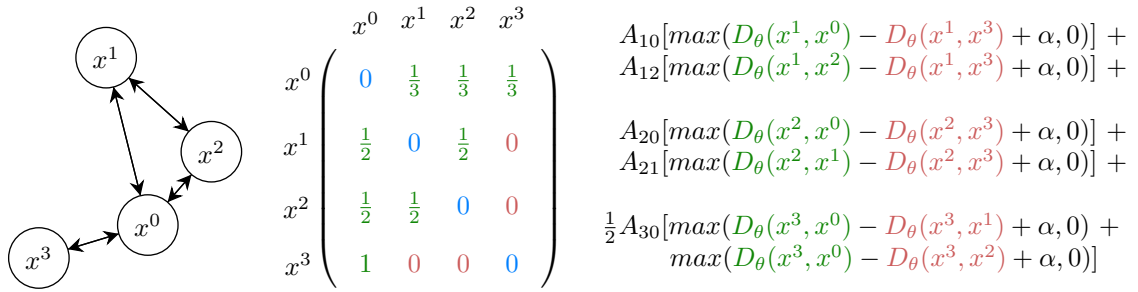 x^1
x^2
x^0
x^3
x^0 x^1 x^2 x^3
x^0 0 1/3 1/3 1/3
x^1 1/2 0 1/2 0
x^2 1/2 1/2 0 0
x^3 1 0 0 0
A_{10}[max(D_θ(x^1, x^0) − D_θ(x^1, x^3) + α, 0)] +
A_{12}[max(D_θ(x^1, x^2) − D_θ(x^1, x^3) + α, 0)] +
A_{20}[max(D_θ(x^2, x^0) − D_θ(x^2, x^3) + α, 0)] +
A_{21}[max(D_θ(x^2, x^1) − D_θ(x^2, x^3) + α, 0)] +
1/2 A_{30}[max(D_θ(x^3, x^0) − D_θ(x^3, x^1) + α, 0) +
max(D_θ(x^3, x^0) − D_θ(x^3, x^2) + α, 0)]